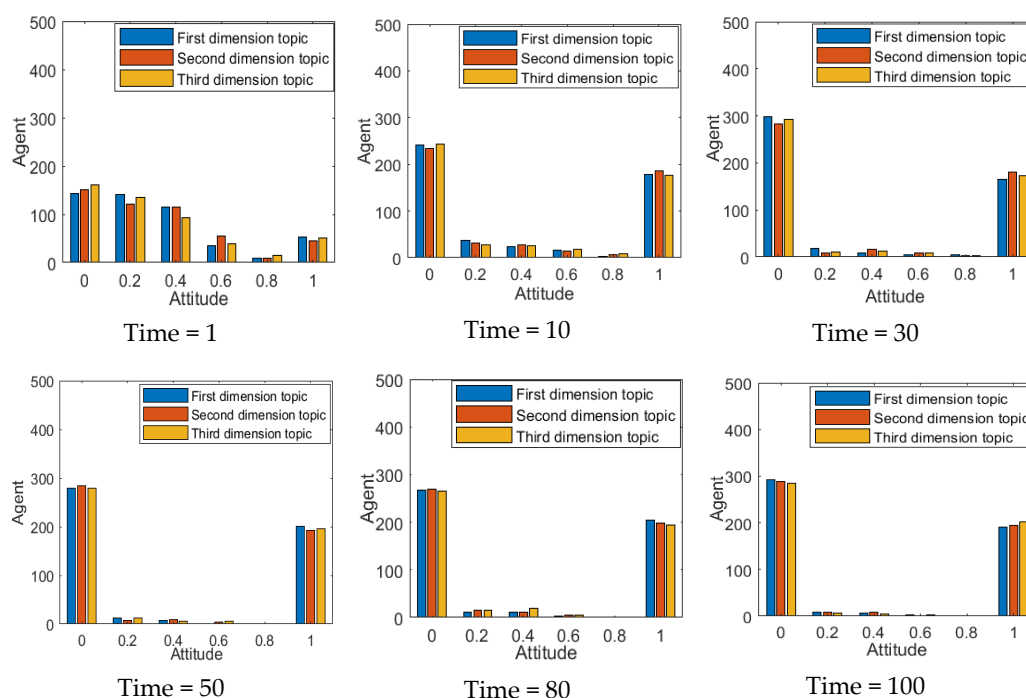 500
400
300
200
100
0
Agent
First dimension topic
Second dimension topic
Third dimension topic
0 0.2 0.4 0.6 0.8 1
Attitude
Time = 1
500
400
300
200
100
0
Agent
First dimension topic
Second dimension topic
Third dimension topic
0 0.2 0.4 0.6 0.8 1
Attitude
Time = 10
500
400
300
200
100
0
Agent
First dimension topic
Second dimension topic
Third dimension topic
0 0.2 0.4 0.6 0.8 1
Attitude
Time = 30
500
400
300
200
100
0
Agent
First dimension topic
Second dimension topic
Third dimension topic
0 0.2 0.4 0.6 0.8 1
Attitude
Time = 50
500
400
300
200
100
0
Agent
First dimension topic
Second dimension topic
Third dimension topic
0 0.2 0.4 0.6 0.8 1
Attitude
Time = 80
500
400
300
200
100
0
Agent
First dimension topic
Second dimension topic
Third dimension topic
0 0.2 0.4 0.6 0.8 1
Attitude
Time = 100